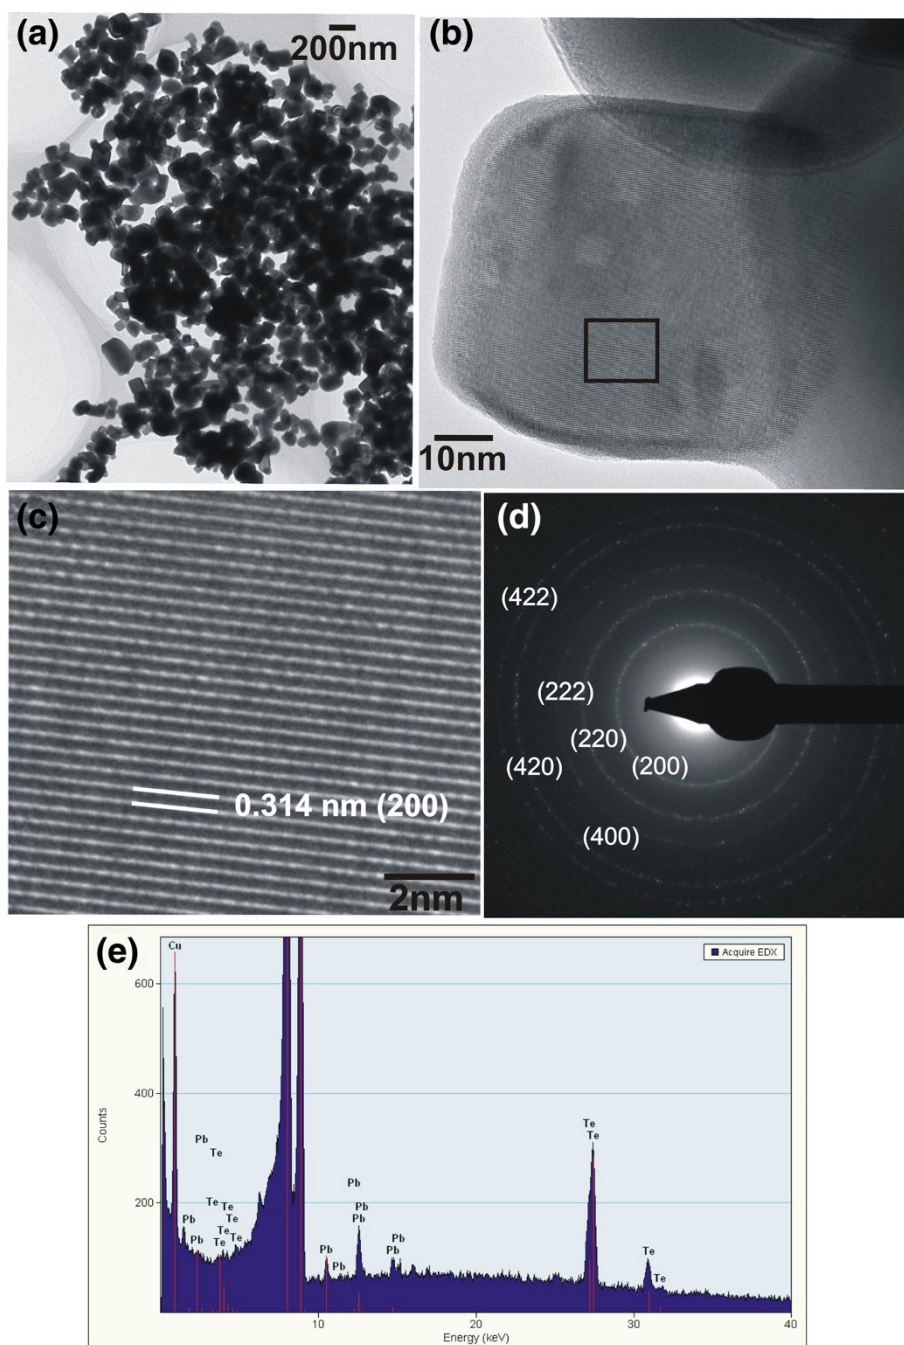 (a)
200nm
(b)
10nm
(c)
0.314 nm (200)
2nm
(d)
(422)
(222)
(220)
(420)
(200)
(400)
(e)
Cu
Acquire EDX
600
400
200
Counts
Pb
Te
Te
Te
Te
Te
Te
Te
Pb
Pb
Pb
Pb
Pb
Pb
Pb
Pb
Pb
Te
Te
Te
Te
10
20
30
40
Energy (keV)